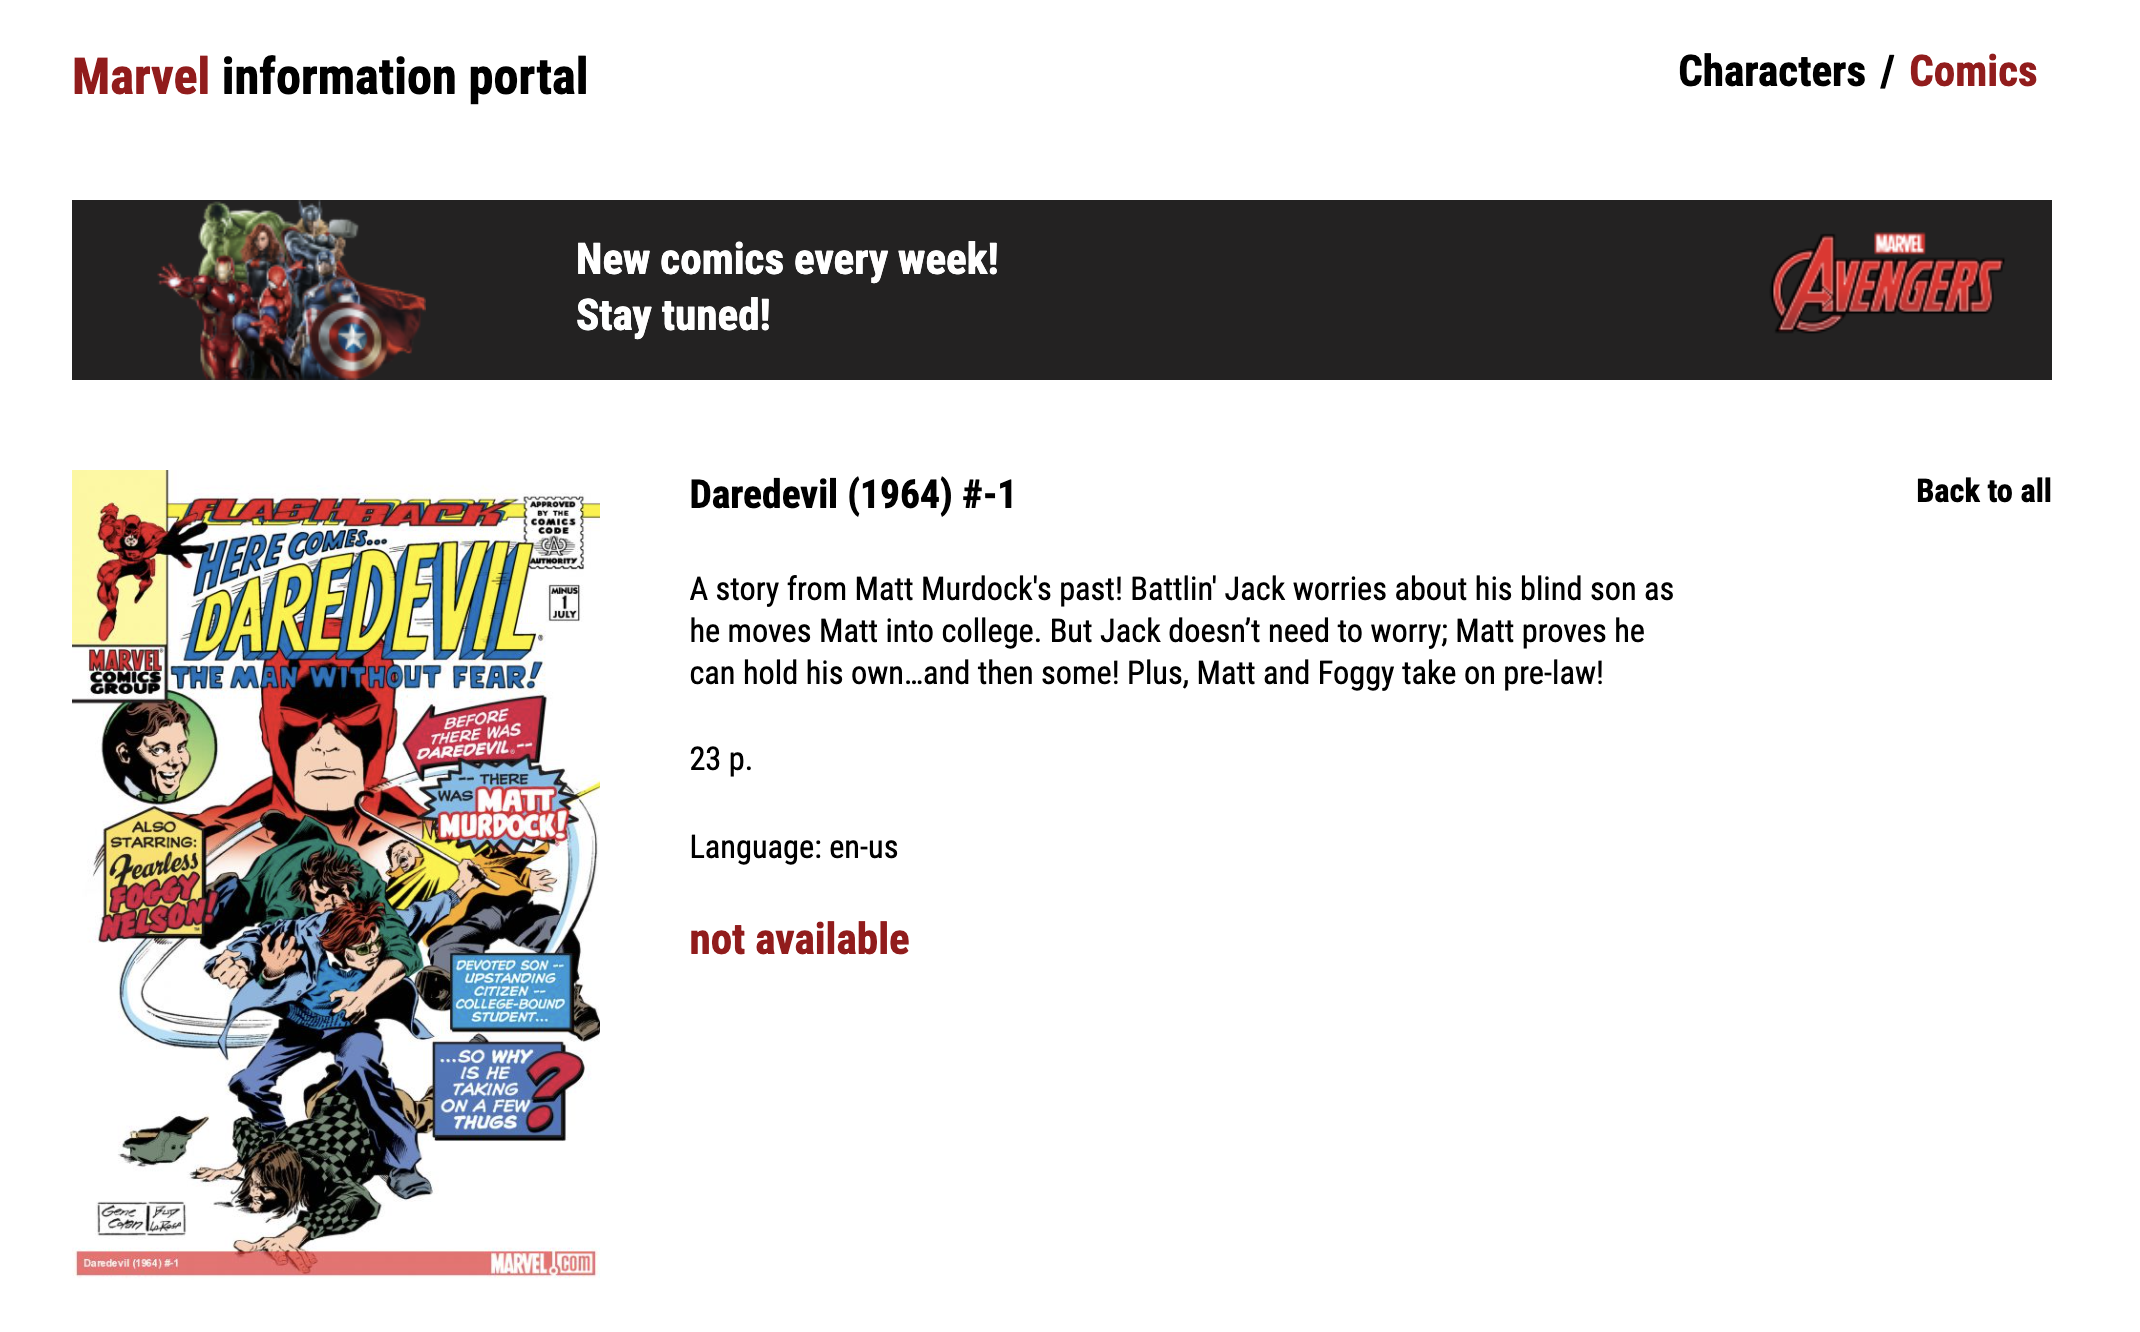 Marvel information portal
Characters / Comics
New comics every week!
Stay tuned!
MARVEL
AVENGERS
FLASHBACK
APPROVED
BY THE
COMICS
CODE
AUTHORITY
HERE COMES...
DAREDEVIL
MINUS
1
JULY
MARVEL
COMICS
GROUP
THE MAN WITHOUT FEAR!
BEFORE
THERE WAS
DAREDEVIL --
-- THERE
WAS MATT
MURDOCK!
ALSO
STARRING:
Fearless
FOGGY
NELSON!
DEVOTED SON --
UPSTANDING
CITIZEN --
COLLEGE-BOUND
STUDENT...
...SO WHY
IS HE
TAKING
ON A FEW
THUGS ?
Gene
Colan
Daredevil (1964) #-1
MARVEL.com
Daredevil (1964) #-1
Back to all
A story from Matt Murdock's past! Battlin' Jack worries about his blind son as
he moves Matt into college. But Jack doesn’t need to worry; Matt proves he
can hold his own…and then some! Plus, Matt and Foggy take on pre-law!
23 p.
Language: en-us
not available